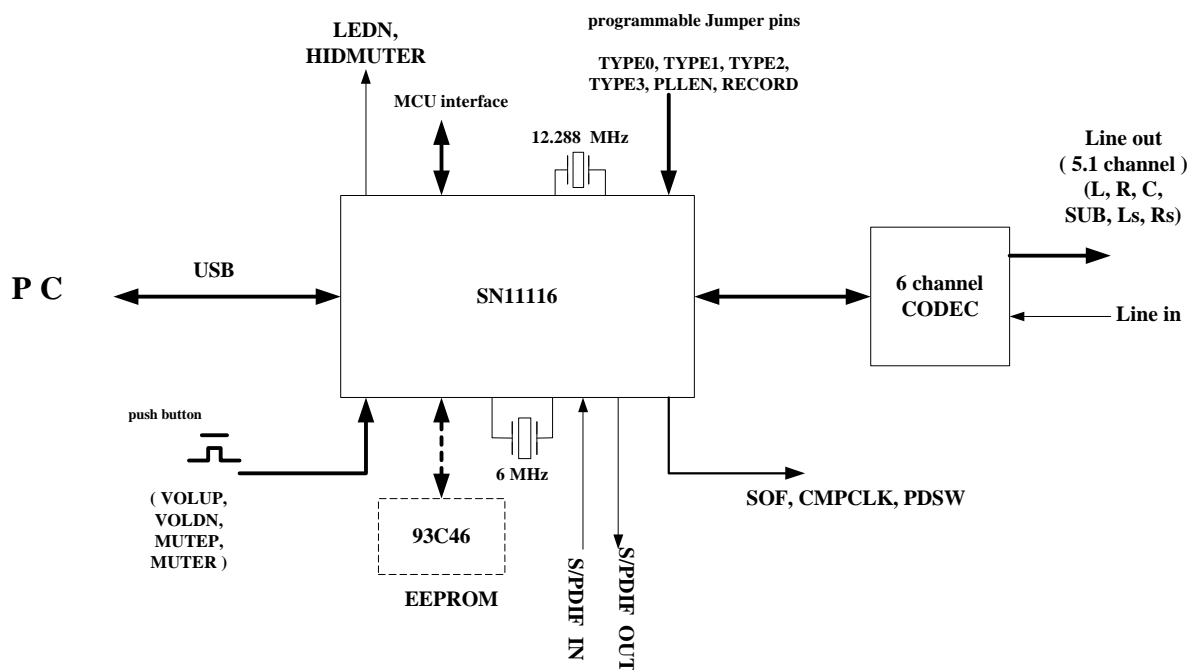 LEDN,
HIDMUTER
programmable Jumper pins
TYPE0, TYPE1, TYPE2,
TYPE3, PLLEN, RECORD
MCU interface
12.288 MHz
Line out
( 5.1 channel )
(L, R, C,
SUB, Ls, Rs)
P C
USB
SN11116
6 channel
CODEC
Line in
push button
( VOLUP,
VOLDN,
MUTEP,
MUTER )
6 MHz
93C46
EEPROM
S/PDIF IN
S/PDIF OUT
SOF, CMPCLK, PDSW